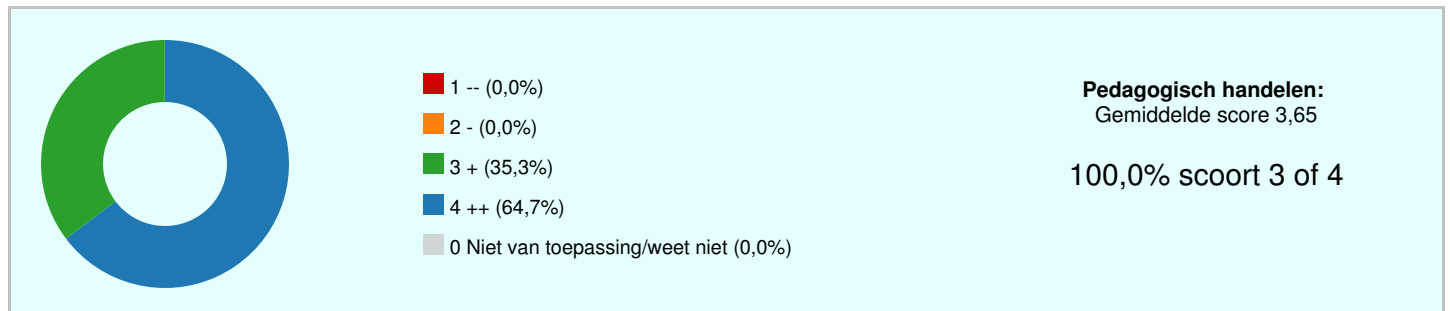 1 -- (0,0%)
2 - (0,0%)
3 + (35,3%)
4 ++ (64,7%)
0 Niet van toepassing/weet niet (0,0%)
Pedagogisch handelen:
Gemiddelde score 3,65
100,0% scoort 3 of 4